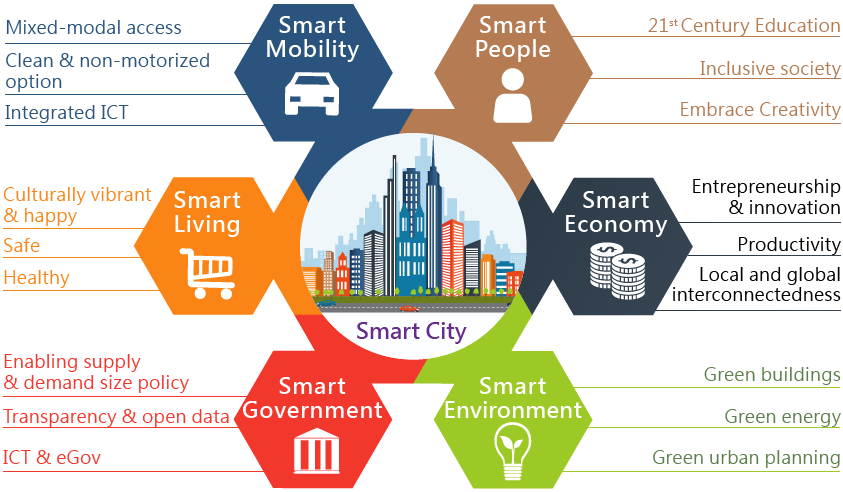 Smart
Mobility
Mixed-modal access
Clean & non-motorized
option
Integrated ICT
Smart
People
21st Century Education
Inclusive society
Embrace Creativity
Smart
Living
Culturally vibrant
& happy
Safe
Healthy
Smart
Economy
Entrepreneurship
& innovation
Productivity
Local and global
interconnectedness
$
$
Smart City
Smart
Government
Enabling supply
& demand size policy
Transparency & open data
ICT & eGov
Smart
Environment
Green buildings
Green energy
Green urban planning